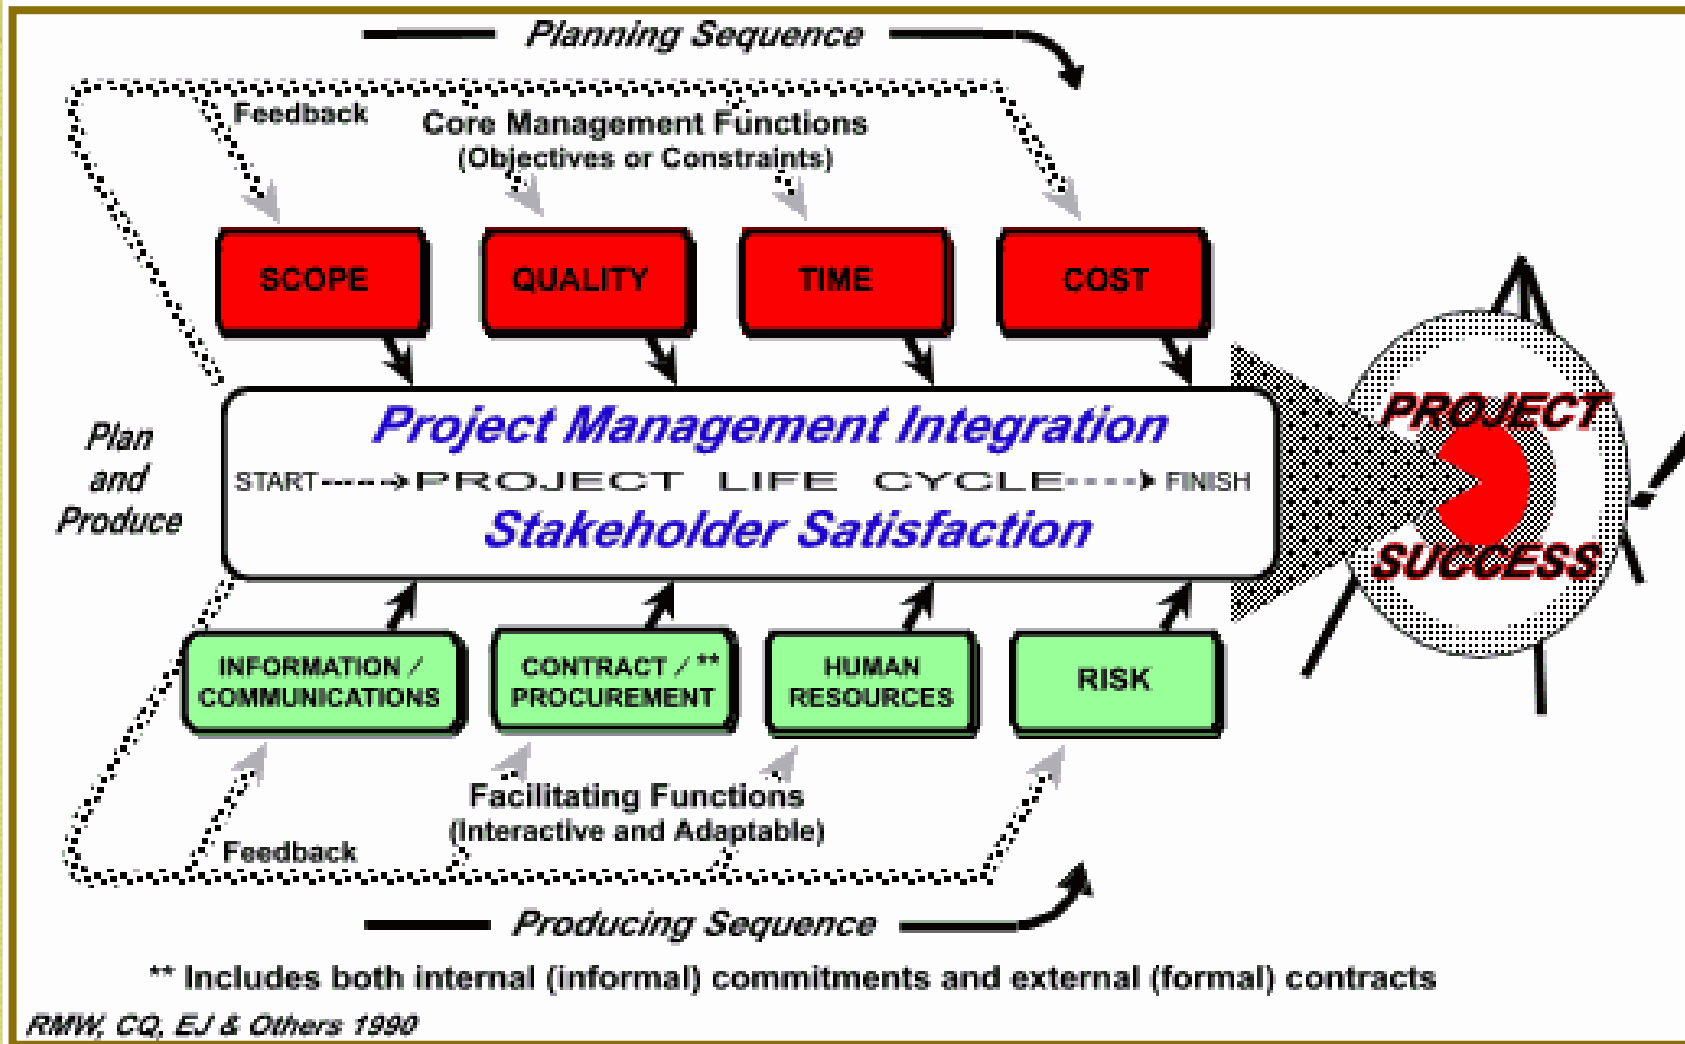 Planning Sequence
Feedback
Core Management Functions
(Objectives or Constraints)
SCOPE
QUALITY
TIME
COST
Plan
and
Produce
Project Management Integration
START PROJECT LIFE CYCLE FINISH
Stakeholder Satisfaction
PROJECT
SUCCESS
INFORMATION /
COMMUNICATIONS
CONTRACT / **
PROCUREMENT
HUMAN
RESOURCES
RISK
Facilitating Functions
(Interactive and Adaptable)
Feedback
Producing Sequence
** Includes both internal (informal) commitments and external (formal) contracts
RMW, CQ, EJ & Others 1990